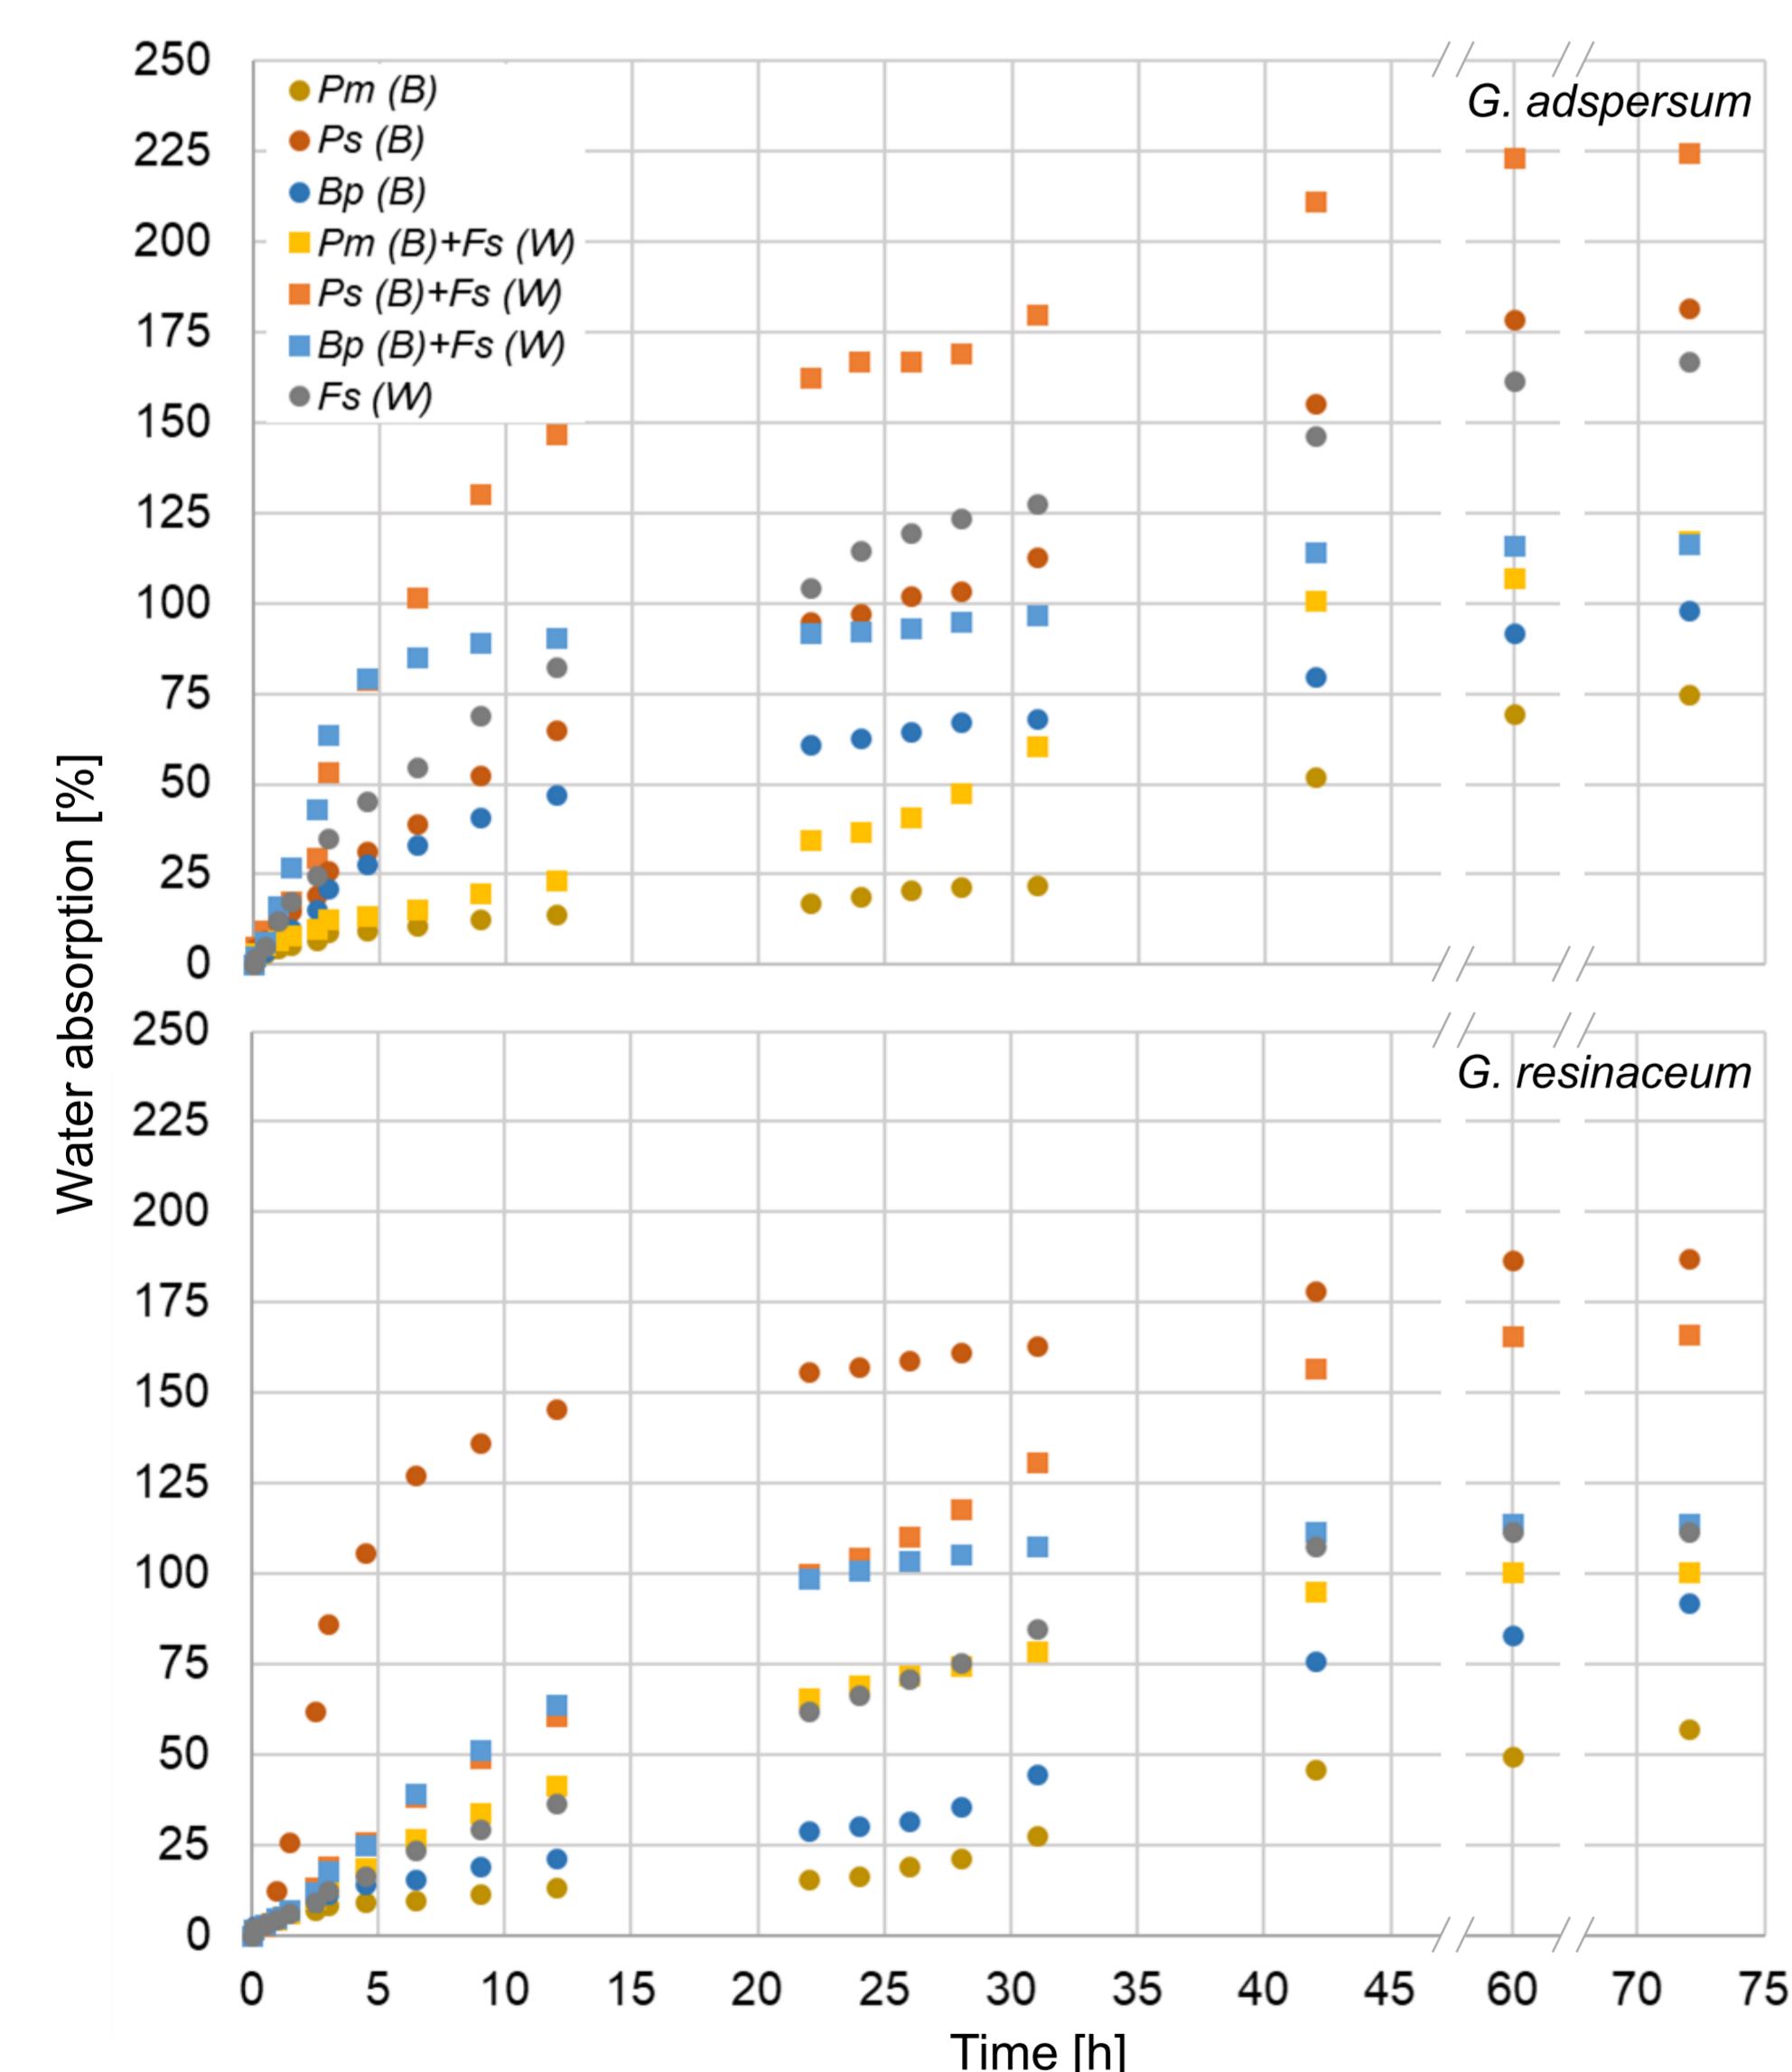 250
225
200
175
150
125
100
75
50
25
0
Pm (B)
Ps (B)
Bp (B)
Pm (B)+Fs (W)
Ps (B)+Fs (W)
Bp (B)+Fs (W)
Fs (W)
G. adspersum
Water absorption [%]
250
225
200
175
150
125
100
75
50
25
0
G. resinaceum
0 5 10 15 20 25 30 35 40 45 60 70 75
Time [h]